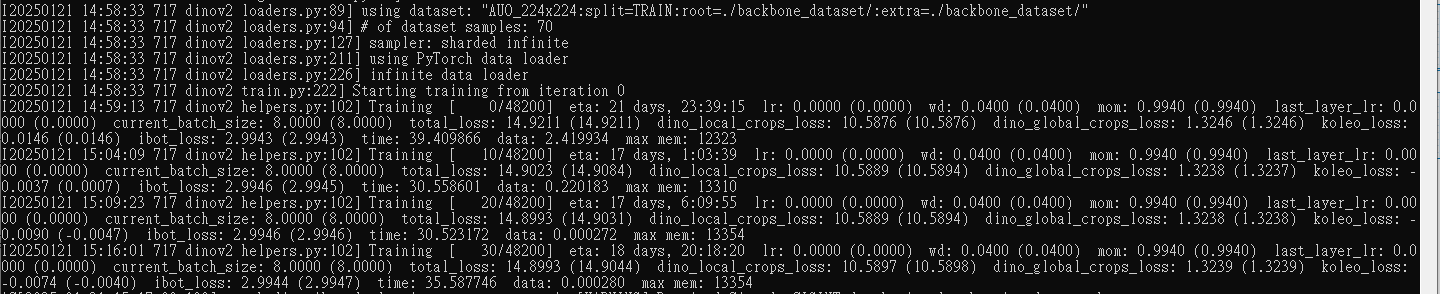 I20250121 14:58:33 717 dinov2 loaders.py:89] using dataset: "AUO_224x224:split=TRAIN:root=./backbone_dataset/:extra=./backbone_dataset/"
I20250121 14:58:33 717 dinov2 loaders.py:94] # of dataset samples: 70
I20250121 14:58:33 717 dinov2 loaders.py:127] sampler: sharded infinite
I20250121 14:58:33 717 dinov2 loaders.py:211] using PyTorch data loader
I20250121 14:58:33 717 dinov2 loaders.py:226] infinite data loader
I20250121 14:58:33 717 dinov2 train.py:222] Starting training from iteration 0
I20250121 14:59:13 717 dinov2 helpers.py:102] Training  [    0/48200]  eta: 21 days, 23:39:15  lr: 0.0000 (0.0000)  wd: 0.0400 (0.0400)  mom: 0.9940 (0.9940)  last_layer_lr: 0.0
000 (0.0000)  current_batch_size: 8.0000 (8.0000)  total_loss: 14.9211 (14.9211)  dino_local_crops_loss: 10.5876 (10.5876)  dino_global_crops_loss: 1.3246 (1.3246)  koleo_loss:
0.0146 (0.0146)  ibot_loss: 2.9943 (2.9943)  time: 39.409866  data: 2.419934  max mem: 12323
I20250121 15:04:09 717 dinov2 helpers.py:102] Training  [   10/48200]  eta: 17 days, 1:03:39  lr: 0.0000 (0.0000)  wd: 0.0400 (0.0400)  mom: 0.9940 (0.9940)  last_layer_lr: 0.00
00 (0.0000)  current_batch_size: 8.0000 (8.0000)  total_loss: 14.9023 (14.9084)  dino_local_crops_loss: 10.5889 (10.5894)  dino_global_crops_loss: 1.3238 (1.3237)  koleo_loss: -
0.0037 (0.0007)  ibot_loss: 2.9946 (2.9945)  time: 30.558601  data: 0.220183  max mem: 13310
I20250121 15:09:23 717 dinov2 helpers.py:102] Training  [   20/48200]  eta: 17 days, 6:09:55  lr: 0.0000 (0.0000)  wd: 0.0400 (0.0400)  mom: 0.9940 (0.9940)  last_layer_lr: 0.00
00 (0.0000)  current_batch_size: 8.0000 (8.0000)  total_loss: 14.8993 (14.9031)  dino_local_crops_loss: 10.5889 (10.5894)  dino_global_crops_loss: 1.3238 (1.3238)  koleo_loss: -
0.0090 (-0.0047)  ibot_loss: 2.9946 (2.9946)  time: 30.523172  data: 0.000272  max mem: 13354
I20250121 15:16:01 717 dinov2 helpers.py:102] Training  [   30/48200]  eta: 18 days, 20:18:20  lr: 0.0000 (0.0000)  wd: 0.0400 (0.0400)  mom: 0.9940 (0.9940)  last_layer_lr: 0.0
000 (0.0000)  current_batch_size: 8.0000 (8.0000)  total_loss: 14.8993 (14.9044)  dino_local_crops_loss: 10.5897 (10.5898)  dino_global_crops_loss: 1.3239 (1.3239)  koleo_loss:
-0.0074 (-0.0040)  ibot_loss: 2.9944 (2.9947)  time: 35.587746  data: 0.000280  max mem: 13354